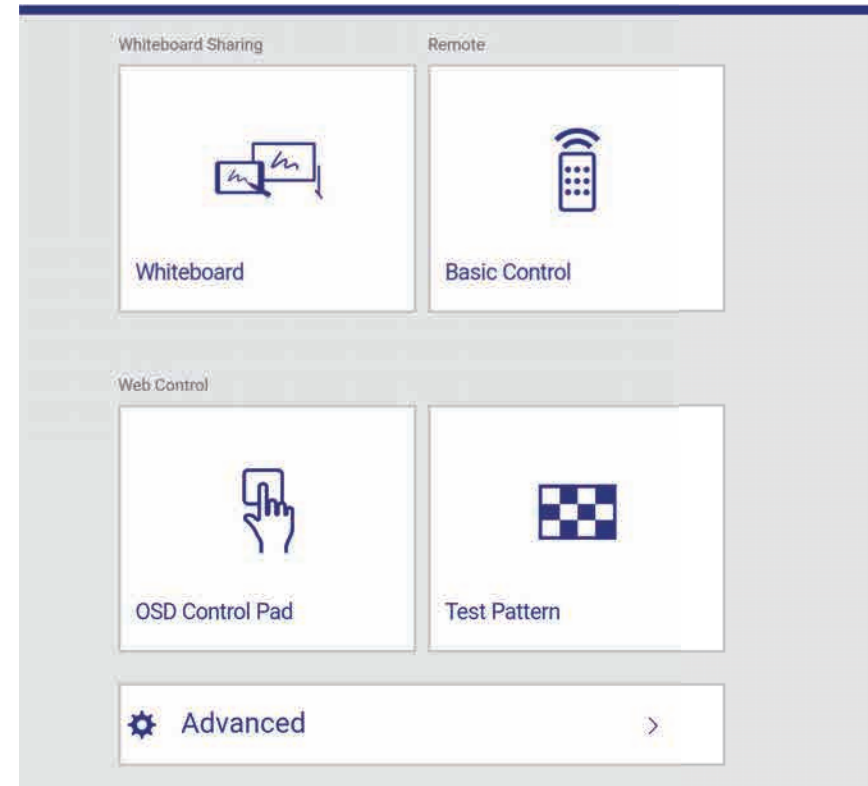 Whiteboard Sharing
Remote
Whiteboard
Basic Control
Web Control
OSD Control Pad
Test Pattern
Advanced